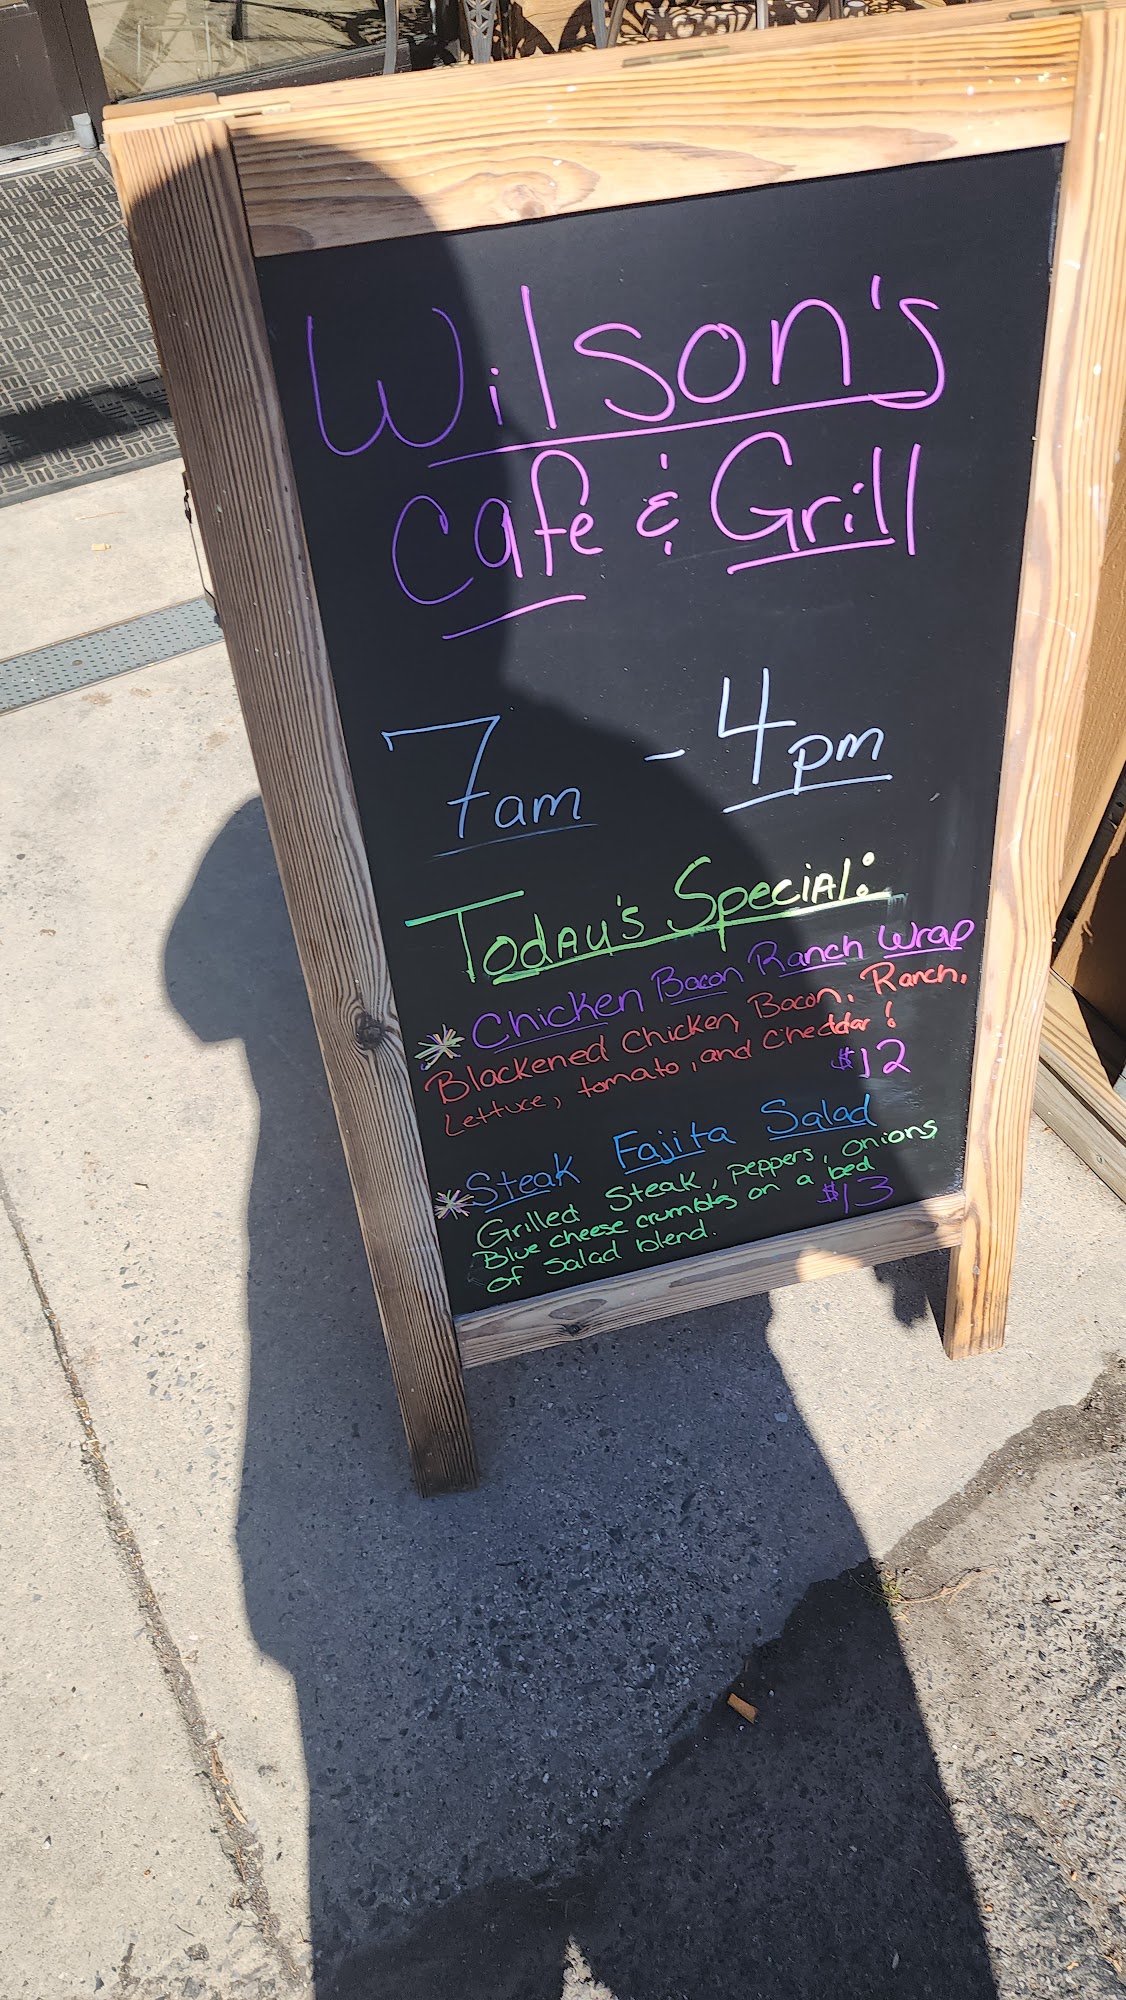 Wilson's
Cafe & Grill
7am - 4pm
Today's Special:
Chicken Bacon Ranch Wrap
Blackened Chicken, Bacon, Ranch,
Lettuce, tomato, and Cheddar!
$12
Steak Fajita Salad
Grilled Steak, peppers, onions,
Blue cheese crumbles on a bed
of Salad blend.
$13